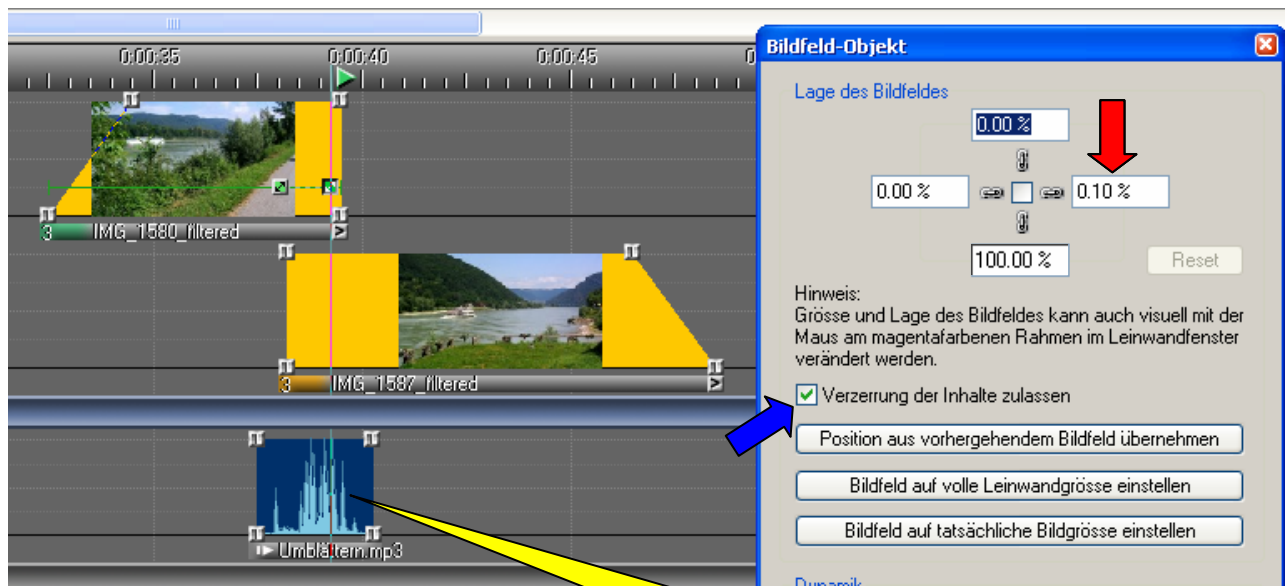 0:00:35
0:00:40
0:00:45
0
3 IMG_1580_filtered
3 IMG_1587_filtered
Umblättern.mp3
Bildfeld-Objekt
Lage des Bildfeldes
0.00 %
0.00 %
0.10 %
100.00 %
Reset
Hinweis:
Grösse und Lage des Bildfeldes kann auch visuell mit der
Maus am magentafarbenen Rahmen im Leinwandfenster
verändert werden.
Verzerrung der Inhalte zulassen
Position aus vorhergehendem Bildfeld übernehmen
Bildfeld auf volle Leinwandgrösse einstellen
Bildfeld auf tatsächliche Bildgrösse einstellen
Dynamik